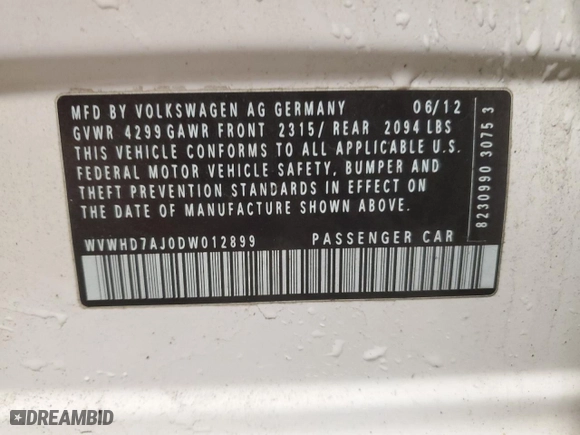 MFD BY VOLKSWAGEN AG GERMANY 06/12
GVWR 4299 GAWR FRONT 2315/ REAR 2094 LBS
THIS VEHICLE CONFORMS TO ALL APPLICABLE U.S.
FEDERAL MOTOR VEHICLE SAFETY, BUMPER AND
THEFT PREVENTION STANDARDS IN EFFECT ON
THE DATE OF MANUFACTURE SHOWN ABOVE.
WVWHD7AJ0DW012899 PASSENGER CAR
8230990 3075 3
DREAMBID